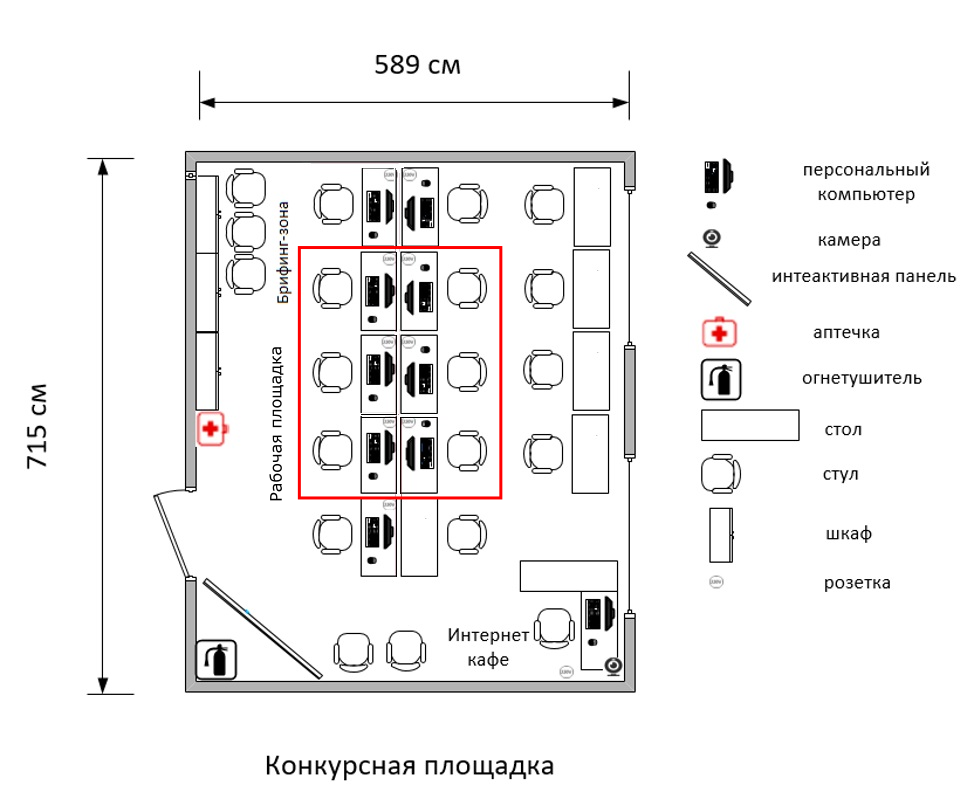 589 см
715 см
Брифинг-зона
Рабочая площадка
Интернет
кафе
персональный
компьютер
камера
интеактивная панель
аптечка
огнетушитель
стол
стул
шкаф
розетка
Конкурсная площадка